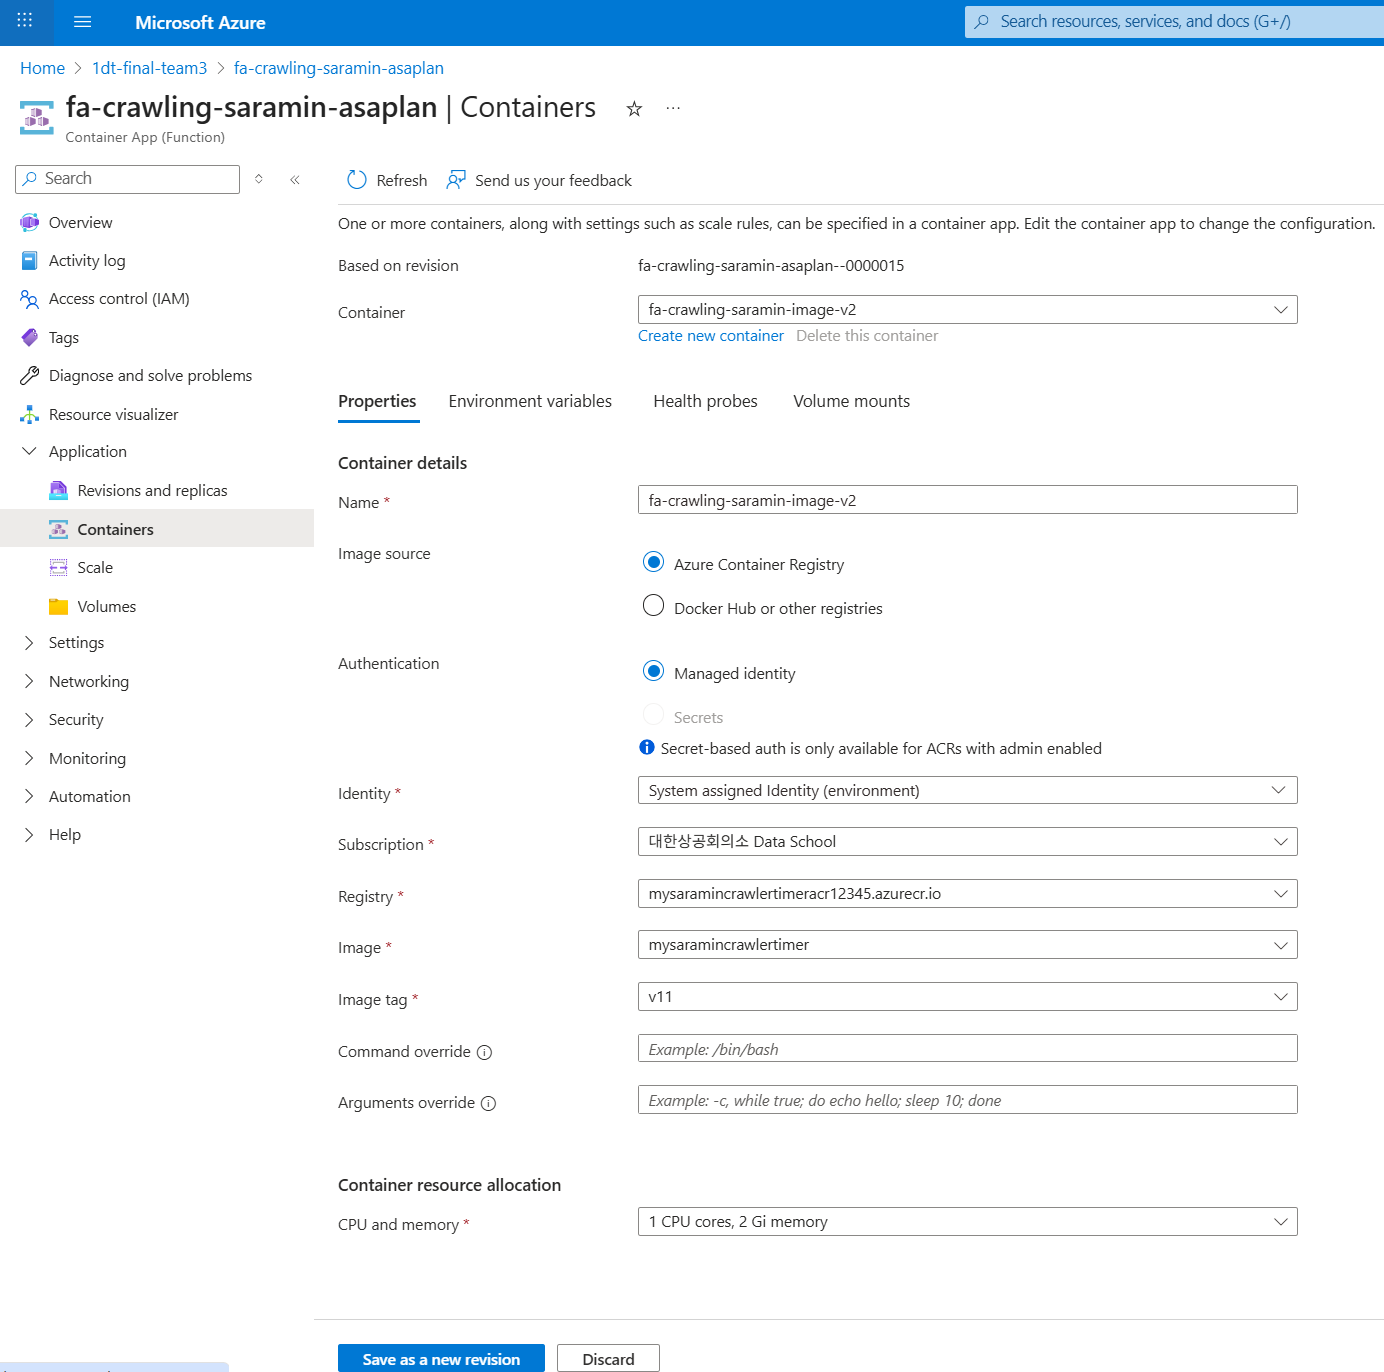 Microsoft Azure
Search resources, services, and docs (G+/)
Home > 1dt-final-team3 > fa-crawling-saramin-asaplan
fa-crawling-saramin-asaplan | Containers
Container App (Function)
Search
Overview
Activity log
Access control (IAM)
Tags
Diagnose and solve problems
Resource visualizer
Application
Revisions and replicas
Containers
Scale
Volumes
Settings
Networking
Security
Monitoring
Automation
Help
Refresh
Send us your feedback
One or more containers, along with settings such as scale rules, can be specified in a container app. Edit the container app to change the configuration.
Based on revision
fa-crawling-saramin-asaplan--0000015
Container
fa-crawling-saramin-image-v2
Create new container
Delete this container
Properties
Environment variables
Health probes
Volume mounts
Container details
Name *
fa-crawling-saramin-image-v2
Image source
Azure Container Registry
Docker Hub or other registries
Authentication
Managed identity
Secrets
Secret-based auth is only available for ACRs with admin enabled
Identity *
System assigned Identity (environment)
Subscription *
대한상공회의소 Data School
Registry *
mysaramincrawlertimeracr12345.azurecr.io
Image *
mysaramincrawlertimer
Image tag *
v11
Command override
Example: /bin/bash
Arguments override
Example: -c, while true; do echo hello; sleep 10; done
Container resource allocation
CPU and memory *
1 CPU cores, 2 Gi memory
Save as a new revision
Discard